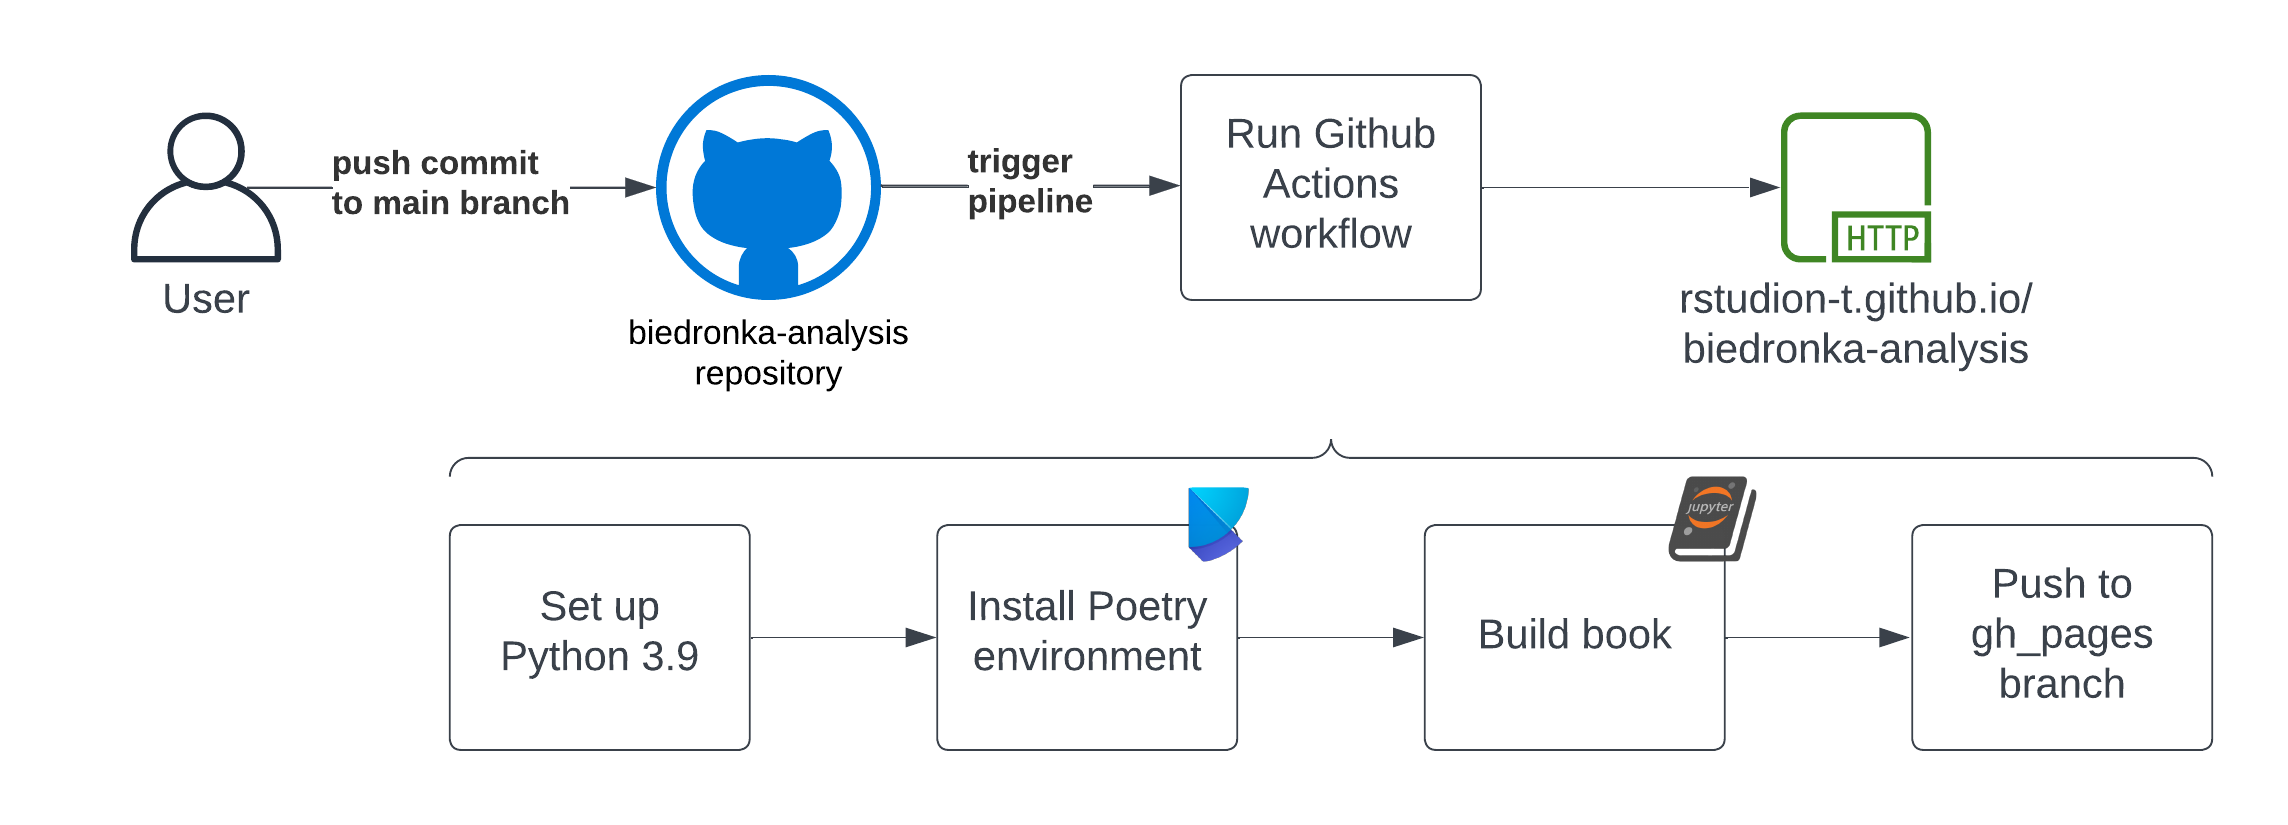 push commit
to main branch
trigger
pipeline
Run Github
Actions
workflow
HTTP
User
biedronka-analysis
repository
rstudion-t.github.io/
biedronka-analysis
jupyter
Set up
Python 3.9
Install Poetry
environment
Build book
Push to
gh_pages
branch